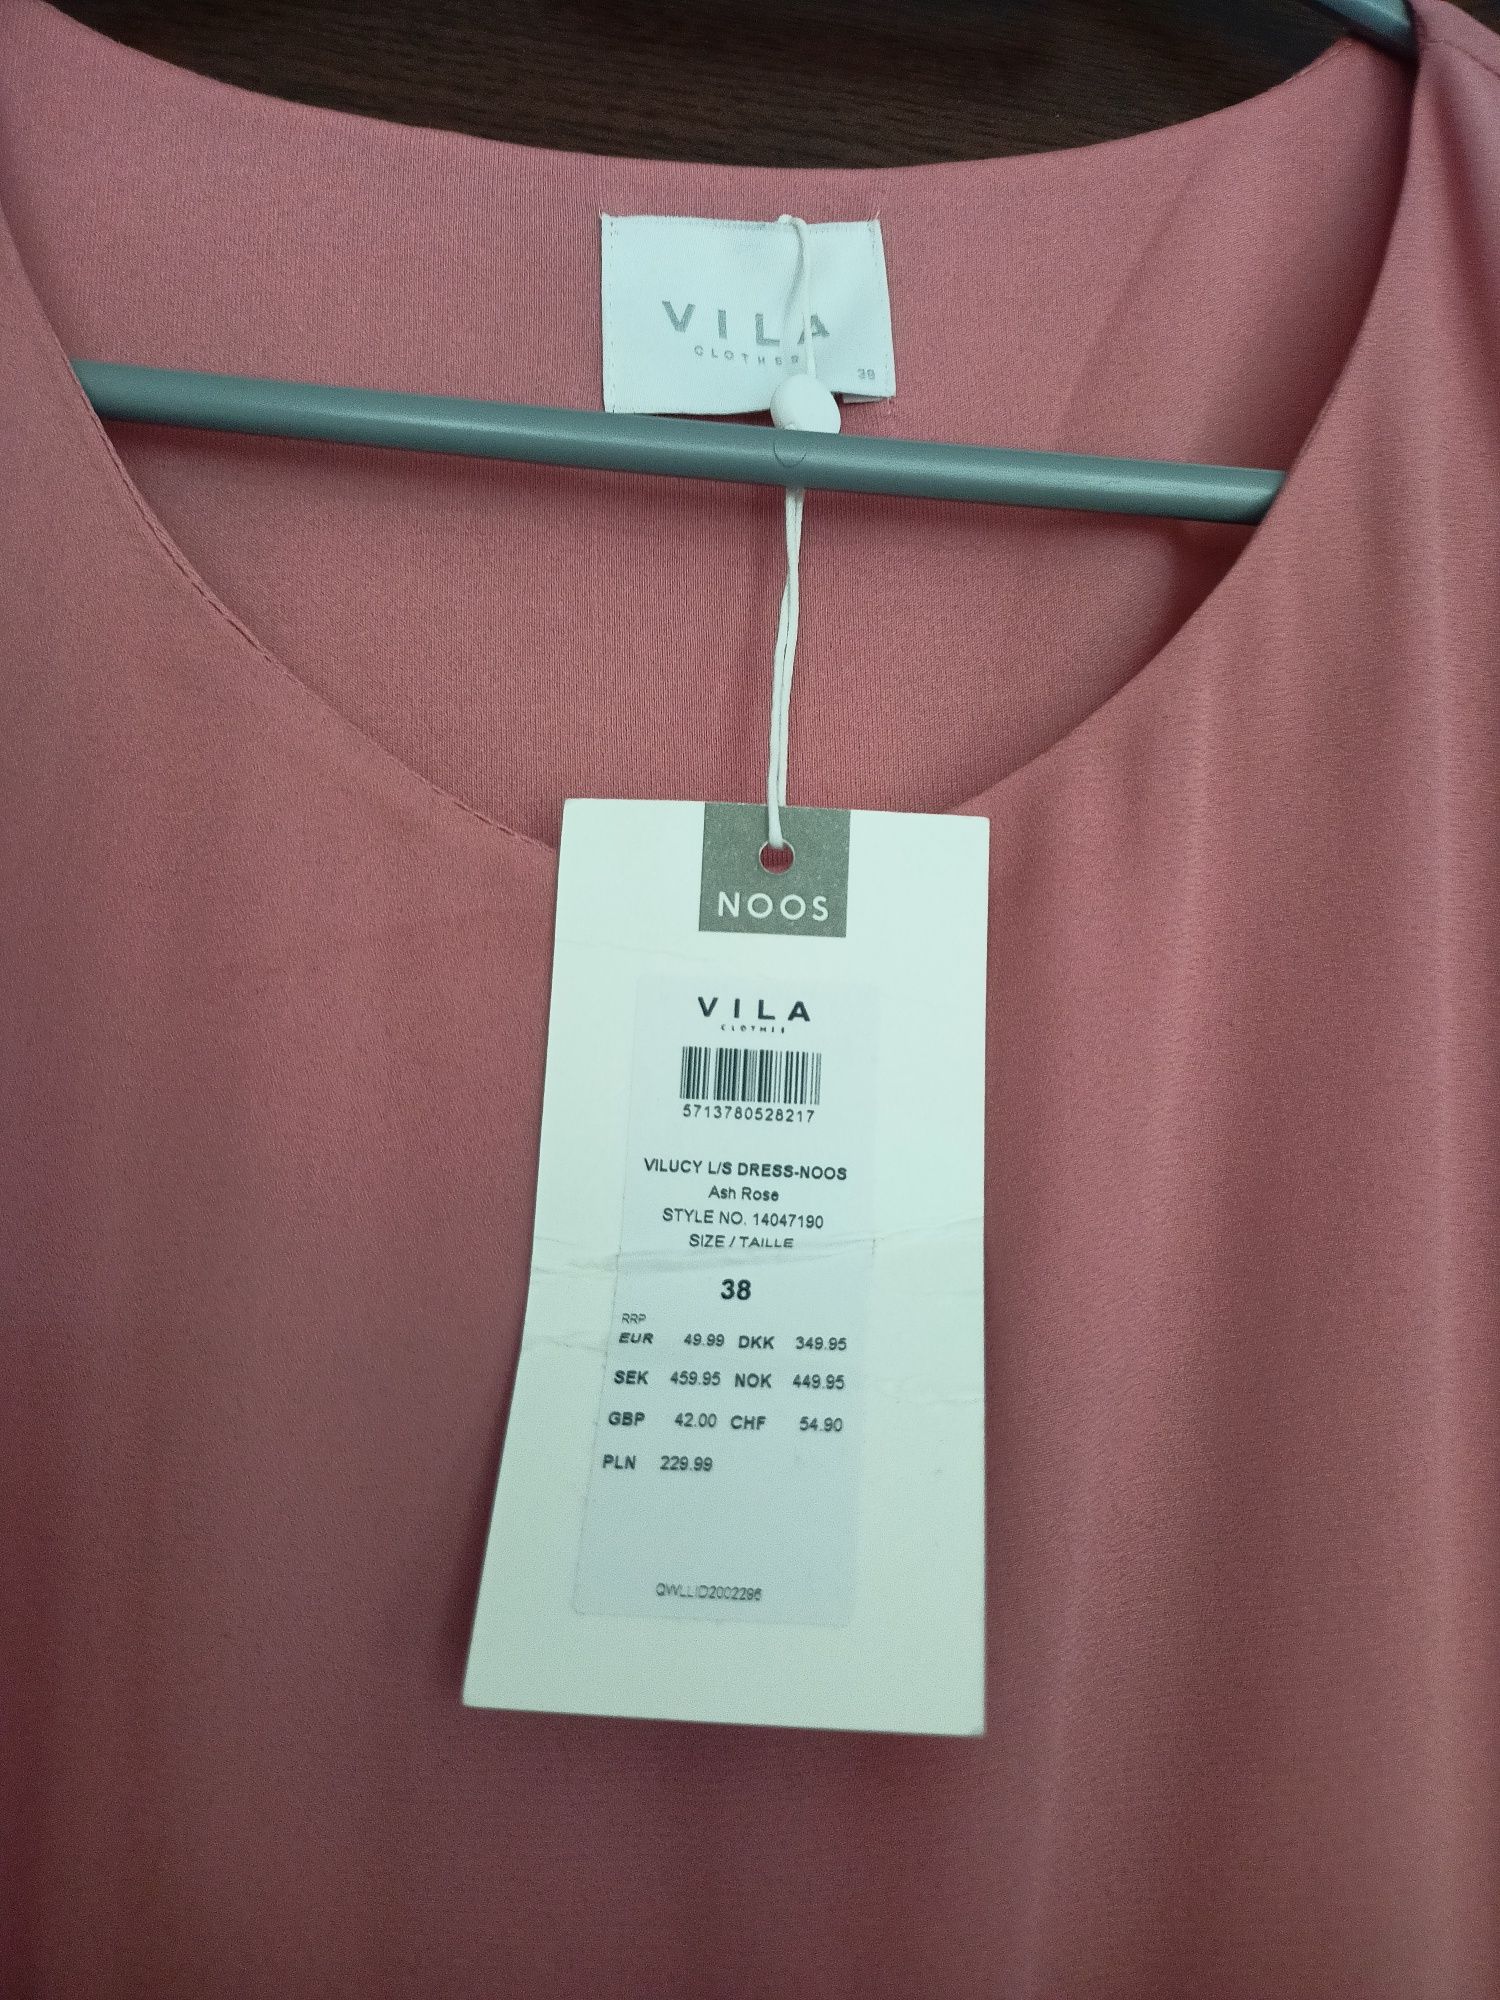 VILA
CLOTHES
38
NOOS
VILA
CLOTHES
5713780528217
VILUCY L/S DRESS-NOOS
Ash Rose
STYLE NO. 14047190
SIZE / TAILLE
38
RRP
EUR 49.99 DKK 349.95
SEK 459.95 NOK 449.95
GBP 42.00 CHF 54.90
PLN 229.99
QWLLID2002296